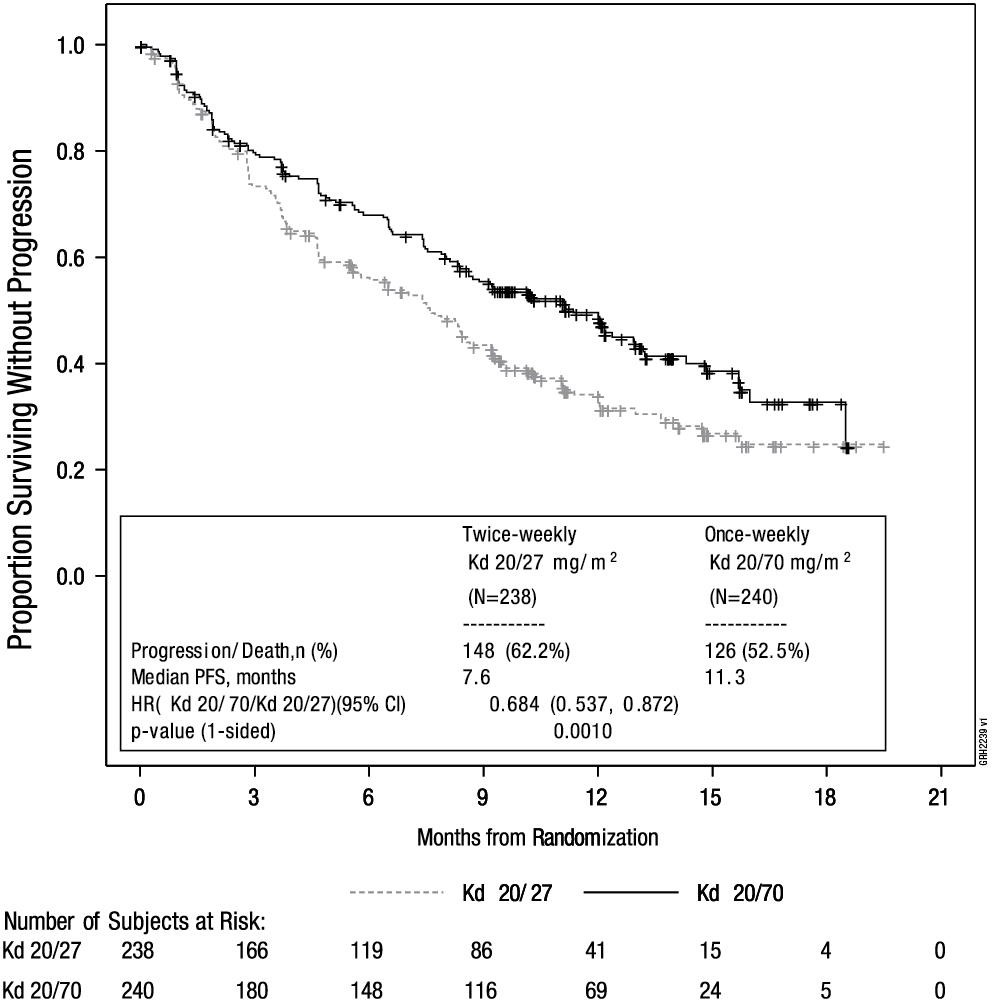 1.0
0.8
0.6
0.4
0.2
0.0
Proportion Surviving Without Progression
Twice-weekly Once-weekly
Kd 20/27 mg/m² Kd 20/70 mg/m²
(N=238) (N=240)
----------- -----------
Progression/Death,n (%) 148 (62.2%) 126 (52.5%)
Median PFS, months 7.6 11.3
HR( Kd 20/70/Kd 20/27)(95% CI) 0.684 (0.537, 0.872)
p-value (1-sided) 0.0010
GRH2239 v1
0 3 6 9 12 15 18 21
Months from Randomization
Kd 20/27 Kd 20/70
Number of Subjects at Risk:
Kd 20/27 238 166 119 86 41 15 4 0
Kd 20/70 240 180 148 116 69 24 5 0